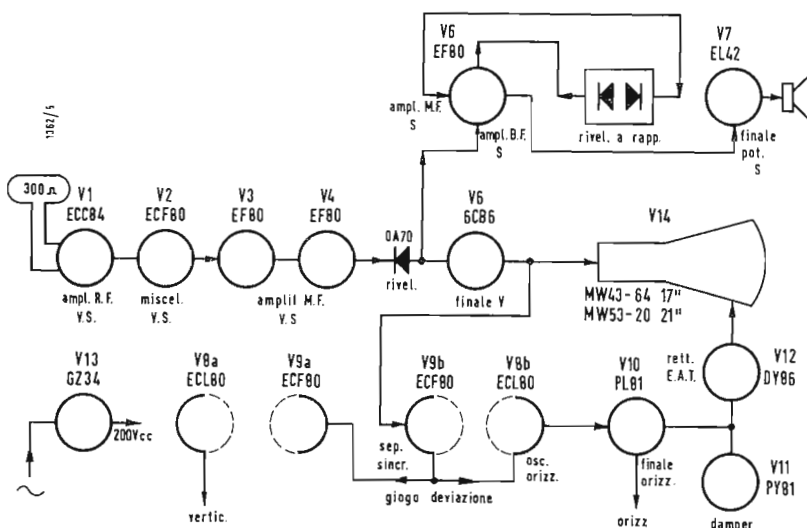 V6
EF80
V7
EL42
ampl. M.F.
S
ampl. B.F.
S
rivel. a rapp.
finale
pot.
S
1362/5
300 Ω
V1
ECC84
V2
ECF80
V3
EF80
V4
EF80
OA70
V6
6CB6
V14
rivel.
ampl. R.F.
V.S.
miscel.
V.S.
amplif M.F.
V.S
finale V
MW43-64 17"
MW53-20 21"
V13
GZ34
V8a
ECL80
V9a
ECF80
V9b
ECF80
V8b
ECL80
V10
PL81
rett.
E.A.T.
V12
DY86
200Vcc
sep.
sincr.
osc.
orizz.
finale
orizz.
V11
PY81
giogo deviazione
vertic.
orizz
damper